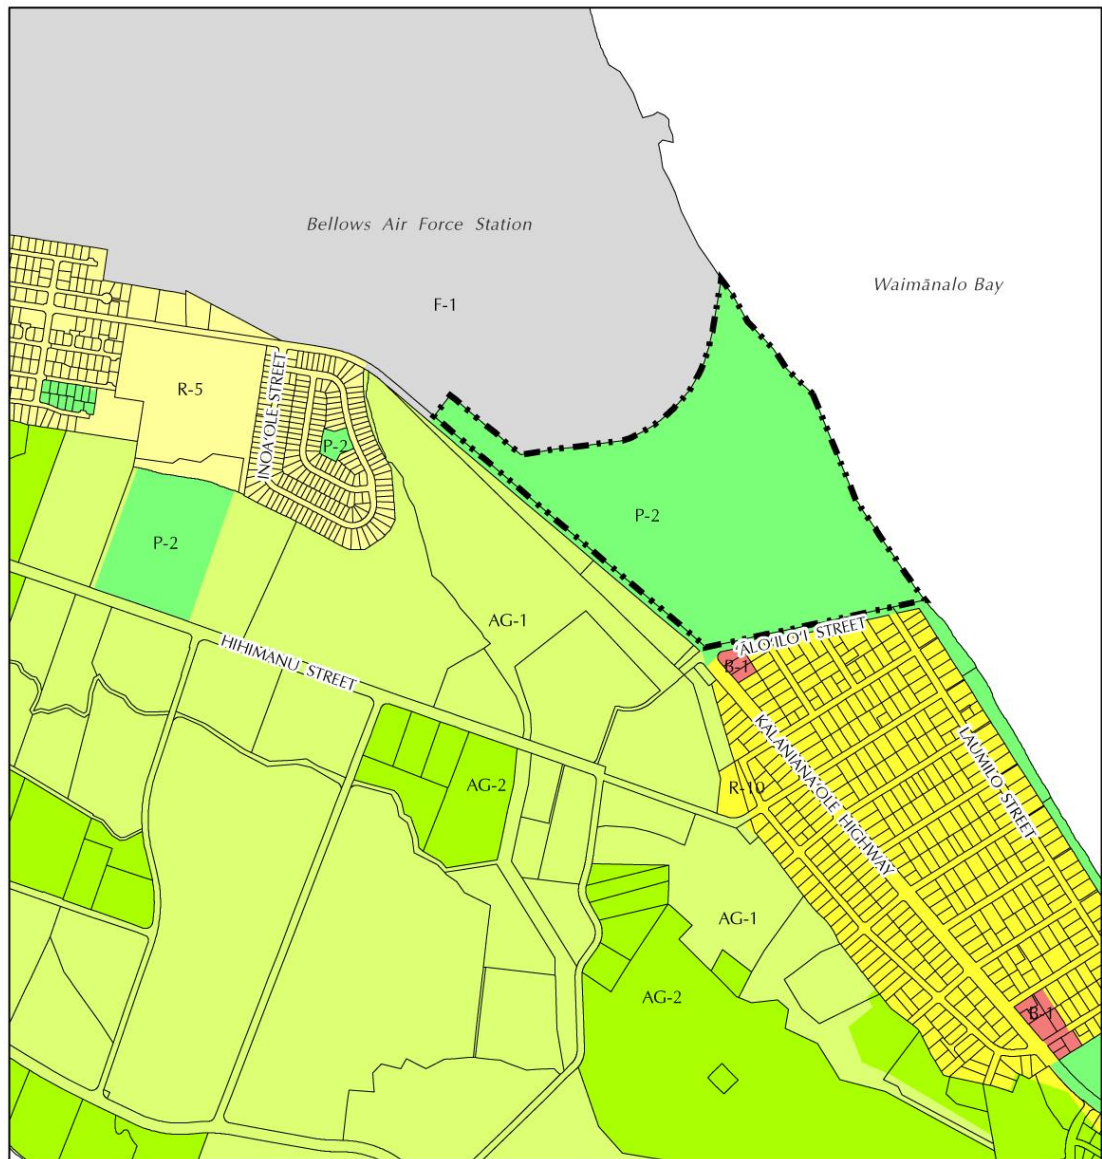 Bellows Air Force Station
Waimānalo Bay
F-1
R-5
INOA'OLE STREET
P-2
P-2
P-2
AG-1
'ĀLO'ILO'I STREET
B-1
HIHIMANU STREET
KALANIANA'OLE HIGHWAY
LAUMILO STREET
AG-2
R-10
AG-1
AG-2
B-1